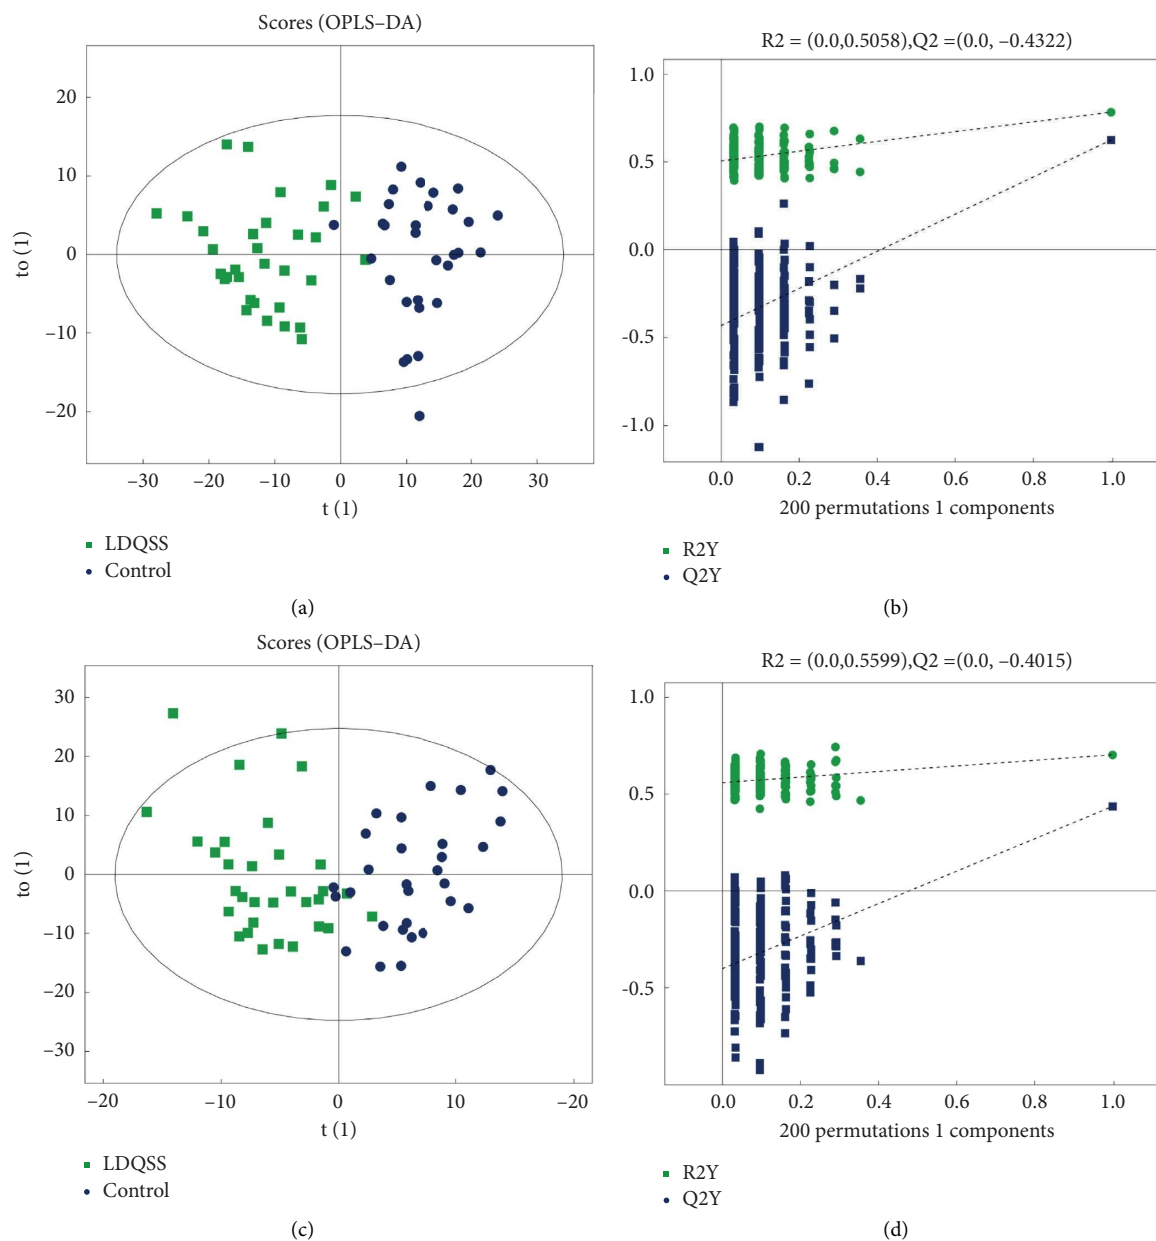 Scores (OPLS–DA)
20
10
0
–10
–20
to (1)
–30
–20
–10
0
10
20
30
t (1)
LDQSS
Control
(a)
R2 = (0.0,0.5058),Q2 =(0.0, –0.4322)
1.0
0.5
0.0
-0.5
-1.0
0.0
0.2
0.4
0.6
0.8
1.0
200 permutations 1 components
R2Y
Q2Y
(b)
Scores (OPLS–DA)
30
20
10
0
–10
–20
–30
to (1)
–20
–10
0
10
–20
t (1)
LDQSS
Control
(c)
R2 = (0.0,0.5599),Q2 =(0.0, –0.4015)
1.0
0.5
0.0
-0.5
0.0
0.2
0.4
0.6
0.8
1.0
200 permutations 1 components
R2Y
Q2Y
(d)